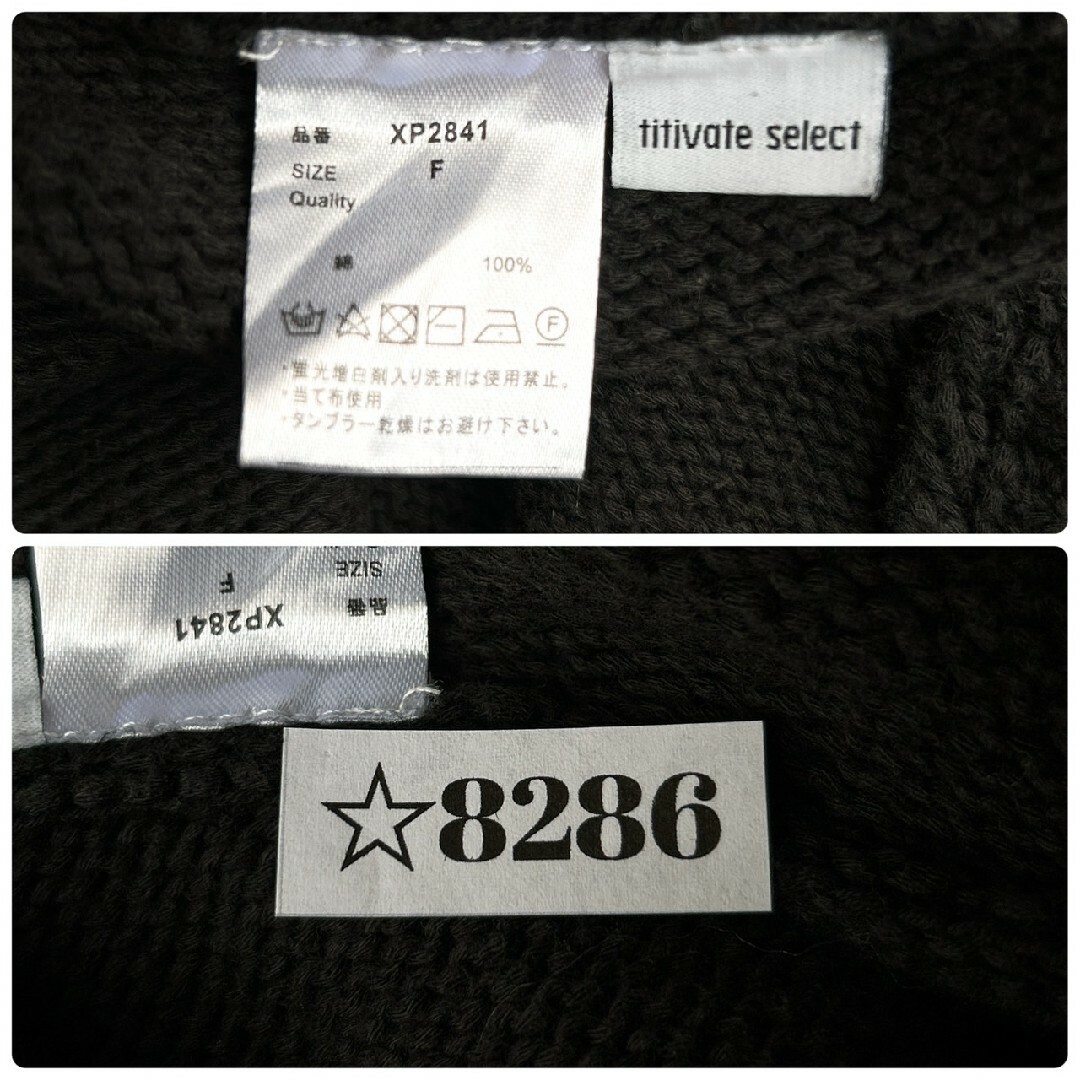 品番 XP2841
SIZE F
Quality
綿 100%
F
・蛍光増白剤入り洗剤は使用禁止。
・当て布使用
・タンブラー乾燥はお避け下さい。
titivate select
SIZE F
品番 XP2841
☆8286